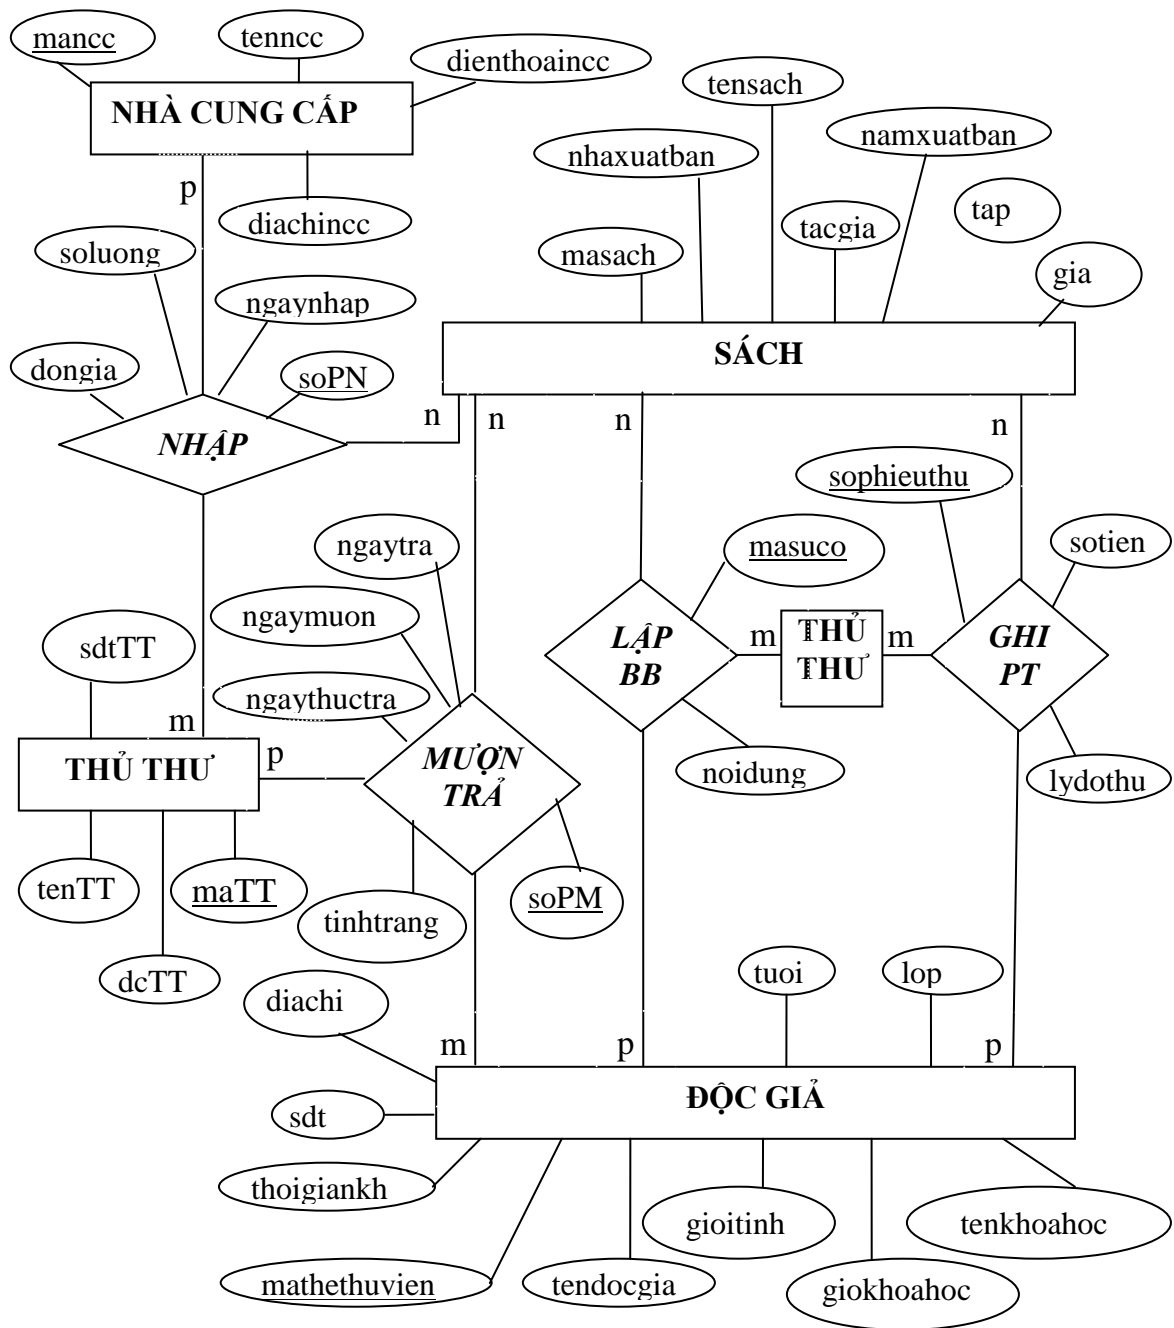 mancc
tenncc
dienthoaincc
NHÀ CUNG CẤP
tensach
namxuatban
nhaxuatban
p
diachincc
tap
tacgia
soluong
masach
gia
ngaynhap
SÁCH
dongia
soPN
n
n
n
n
NHẬP
sophieuthu
ngaytra
masuco
sotien
ngaymuon
sdtTT
LẬP
BB
m
THỦ
THƯ
m
GHI
PT
ngaythuctra
m
p
THỦ THƯ
MƯỢN
TRẢ
noidung
lydothu
tenTT
maTT
soPM
tinhtrang
dcTT
tuoi
lop
diachi
m
p
p
ĐỘC GIẢ
sdt
thoigiankh
gioitinh
tenkhoahoc
mathethuvien
tendocgia
giokhoahoc